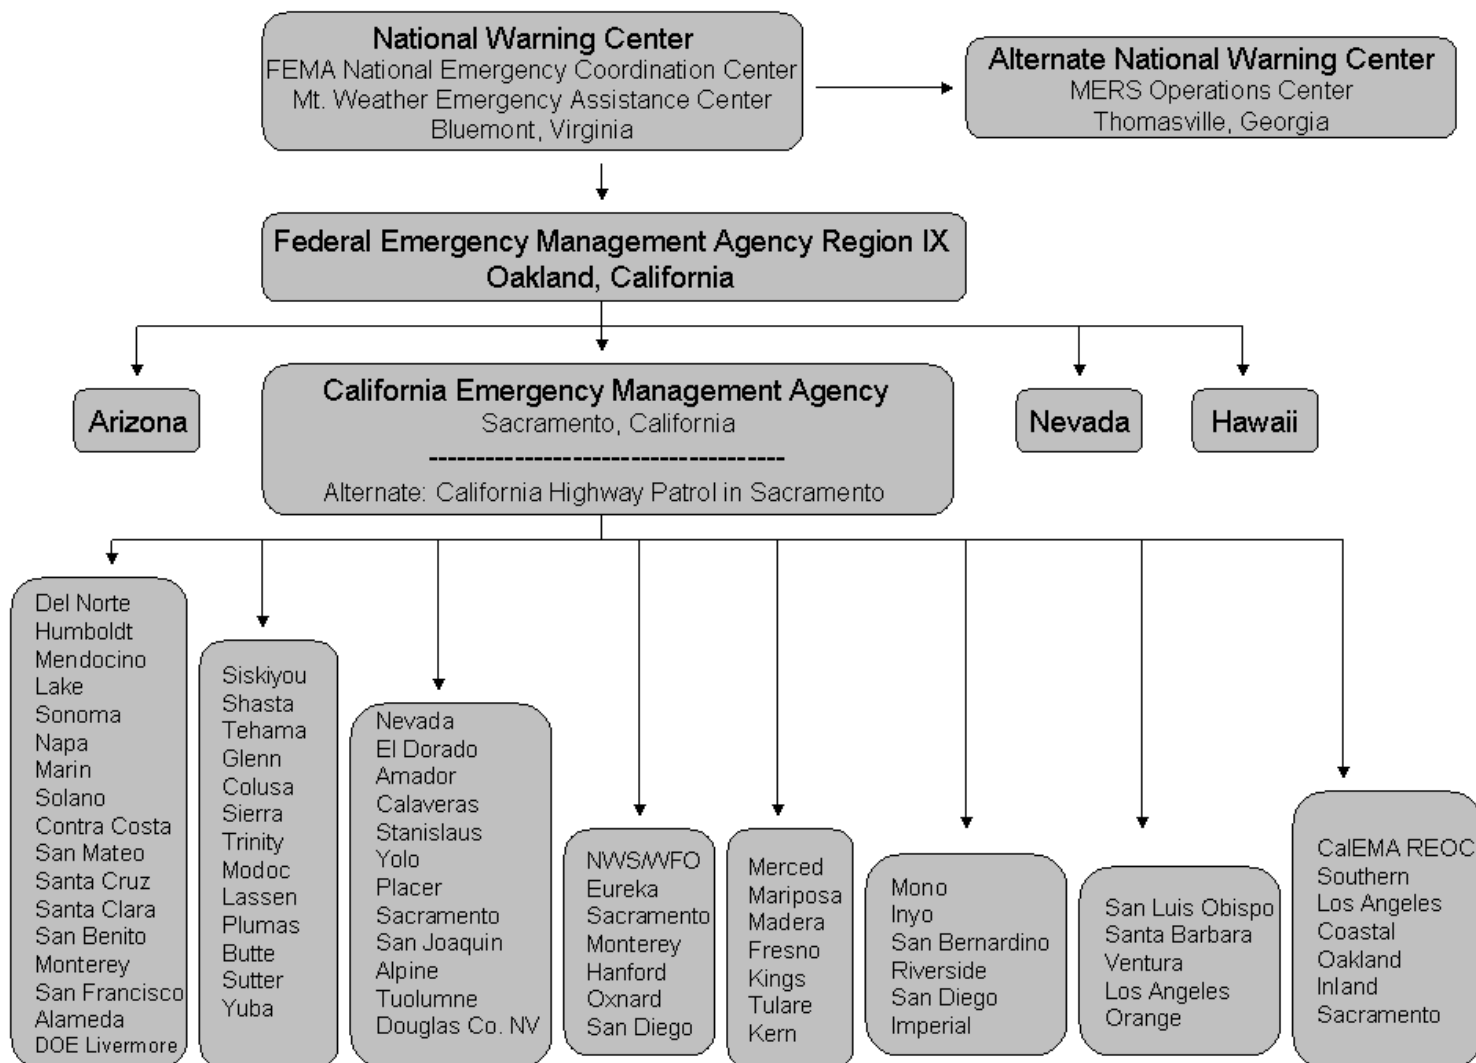 National Warning Center
FEMA National Emergency Coordination Center
Mt. Weather Emergency Assistance Center
Bluemont, Virginia
Alternate National Warning Center
MERS Operations Center
Thomasville, Georgia
Federal Emergency Management Agency Region IX
Oakland, California
Arizona
California Emergency Management Agency
Sacramento, California
--------------------------------------
Alternate: California Highway Patrol in Sacramento
Nevada
Hawaii
Del Norte
Humboldt
Mendocino
Lake
Sonoma
Napa
Marin
Solano
Contra Costa
San Mateo
Santa Cruz
Santa Clara
San Benito
Monterey
San Francisco
Alameda
DOE Livermore
Siskiyou
Shasta
Tehama
Glenn
Colusa
Sierra
Trinity
Modoc
Lassen
Plumas
Butte
Sutter
Yuba
Nevada
El Dorado
Amador
Calaveras
Stanislaus
Yolo
Placer
Sacramento
San Joaquin
Alpine
Tuolumne
Douglas Co. NV
NWS/WFO
Eureka
Sacramento
Monterey
Hanford
Oxnard
San Diego
Merced
Mariposa
Madera
Fresno
Kings
Tulare
Kern
Mono
Inyo
San Bernardino
Riverside
San Diego
Imperial
San Luis Obispo
Santa Barbara
Ventura
Los Angeles
Orange
CalEMA REOC
Southern
Los Angeles
Coastal
Oakland
Inland
Sacramento